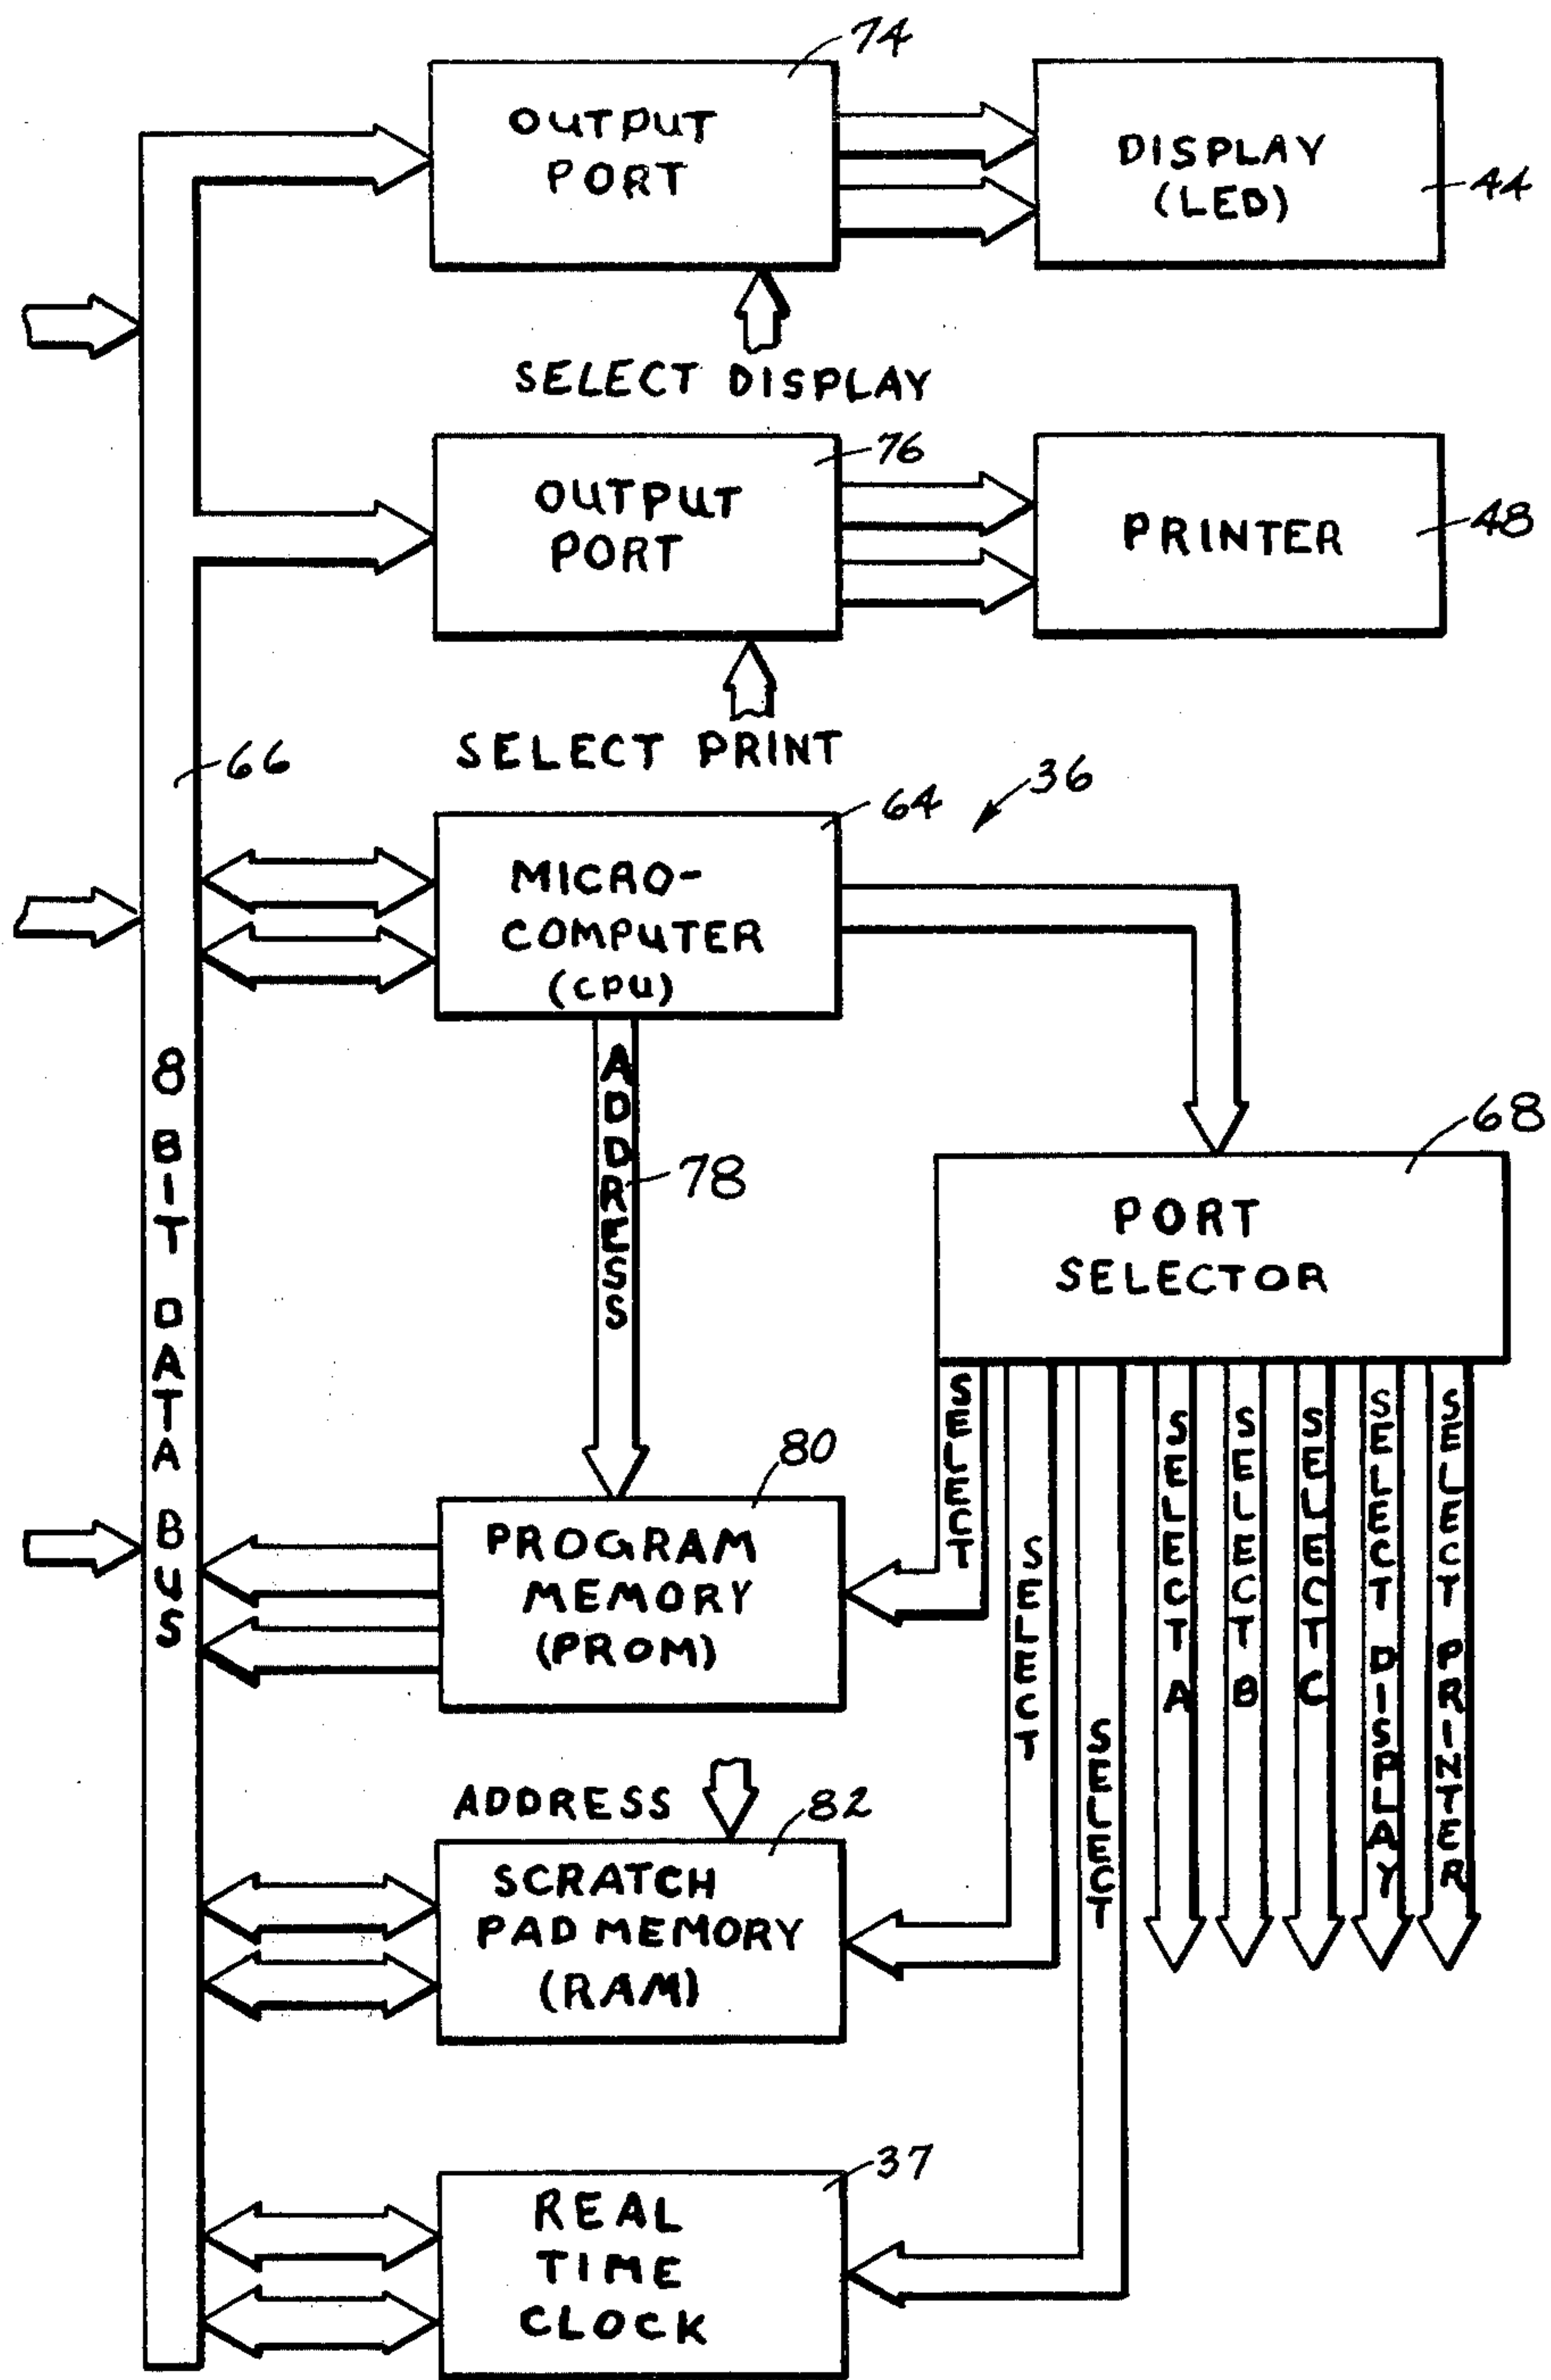 74
OUTPUT
PORT
DISPLAY
(LED)
44
SELECT DISPLAY
76
OUTPUT
PORT
PRINTER
48
SELECT PRINT
66
64
36
MICRO-
COMPUTER
(CPU)
8 BIT DATA BUS
ADDRESS
78
68
PORT
SELECTOR
SELECT
SELECT
SELECT
SELECT A
SELECT B
SELECT C
SELECT DISPLAY
SELECT PRINTER
80
PROGRAM
MEMORY
(PROM)
ADDRESS
82
SCRATCH
PAD MEMORY
(RAM)
37
REAL
TIME
CLOCK